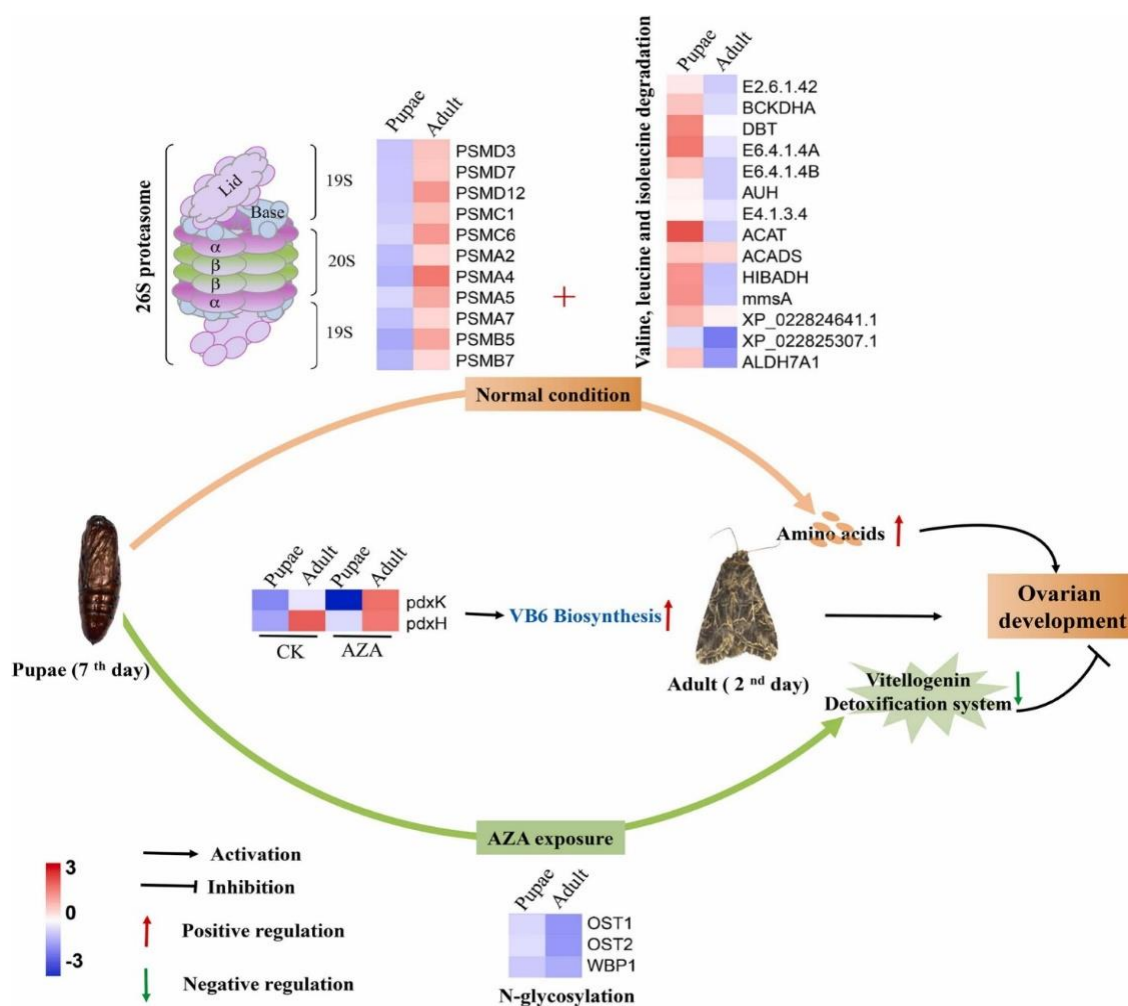 Pupae
Adult
PSMD3
PSMD7
PSMD12
PSMC1
PSMC6
PSMA2
PSMA4
PSMA5
PSMA7
PSMB5
PSMB7
26S proteasome
Lid
Base
α
β
β
α
19S
20S
19S
+
Valine, leucine and isoleucine degradation
Pupae
Adult
E2.6.1.42
BCKDHA
DBT
E6.4.1.4A
E6.4.1.4B
AUH
E4.1.3.4
ACAT
ACADS
HIBADH
mmsA
XP_022824641.1
XP_022825307.1
ALDH7A1
Normal condition
Pupae (7 th day)
Pupae
Adult
Pupae
Adult
pdxK
pdxH
CK
AZA
VB6 Biosynthesis
Adult ( 2 nd day)
Amino acids
Ovarian
development
Vitellogenin
Detoxification system
AZA exposure
Pupae
Adult
OST1
OST2
WBP1
N-glycosylation
3
0
-3
Activation
Inhibition
Positive regulation
Negative regulation